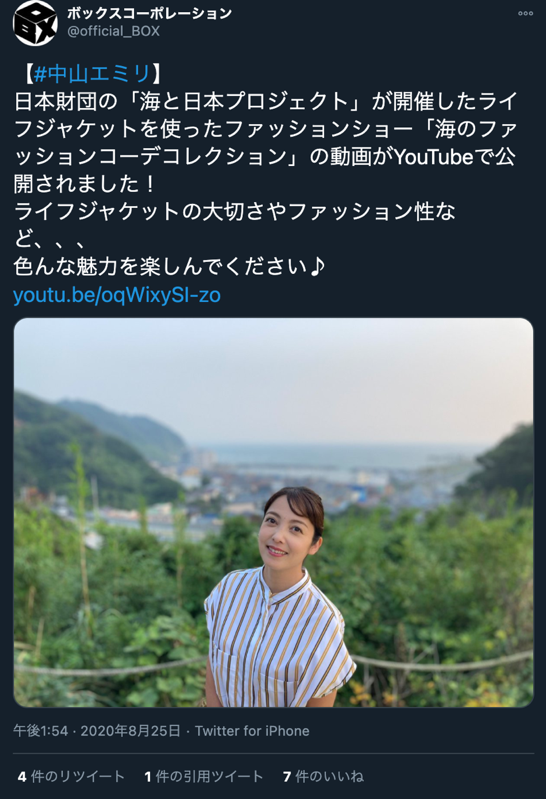 ボックスコーポレーション
@official_BOX
【#中山エミリ】
日本財団の「海と日本プロジェクト」が開催したライ
フジャケットを使ったファッションショー「海のファ
ッションコーデコレクション」の動画がYouTubeで公
開されました！
ライフジャケットの大切さやファッション性な
ど、、、
色んな魅力を楽しんでください♪
youtu.be/oqWixySI-zo
午後1:54 · 2020年8月25日 · Twitter for iPhone
4 件のリツイート 1 件の引用ツイート 7 件のいいね